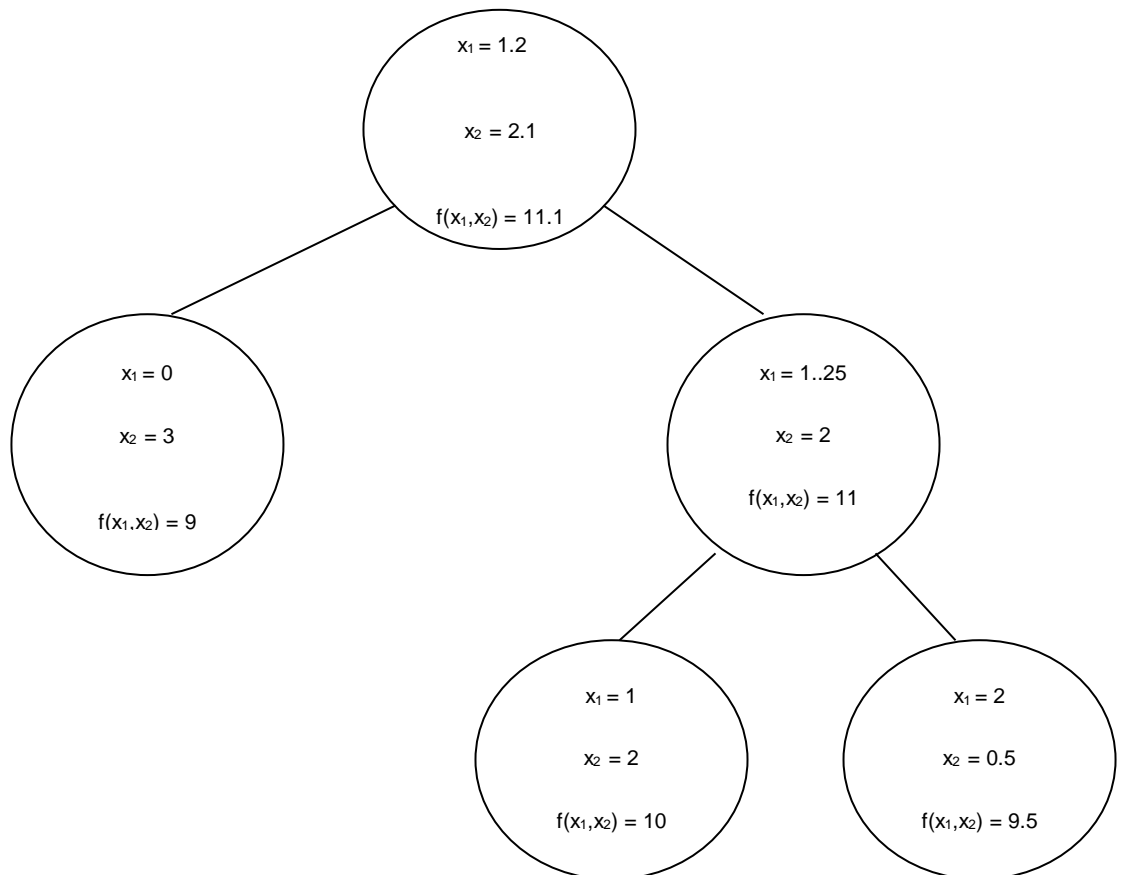 x₁ = 1.2
x₂ = 2.1
f(x₁,x₂) = 11.1
x₁ = 0
x₂ = 3
f(x₁,x₂) = 9
x₁ = 1..25
x₂ = 2
f(x₁,x₂) = 11
x₁ = 1
x₂ = 2
f(x₁,x₂) = 10
x₁ = 2
x₂ = 0.5
f(x₁,x₂) = 9.5